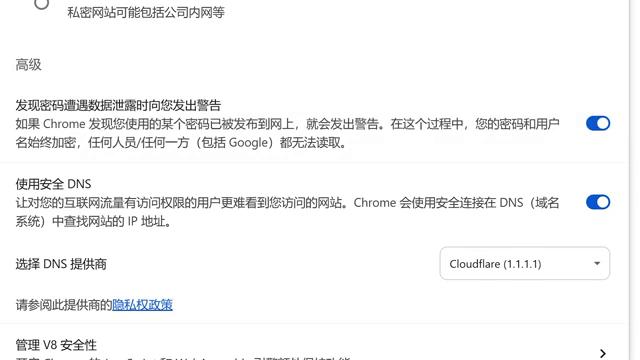 私密网站可能包括公司内网等
高级
发现密码遭遇数据泄露时向您发出警告
如果 Chrome 发现您使用的某个密码已被发布到网上，就会发出警告。在这个过程中，您的密码和用户
名始终加密，任何人员/任何一方（包括 Google）都无法读取。
使用安全 DNS
让对您的互联网流量有访问权限的用户更难看到您访问的网站。Chrome 会使用安全连接在 DNS（域名
系统）中查找网站的 IP 地址。
选择 DNS 提供商
Cloudflare (1.1.1.1)
请参阅此提供商的隐私权政策
管理 V8 安全性